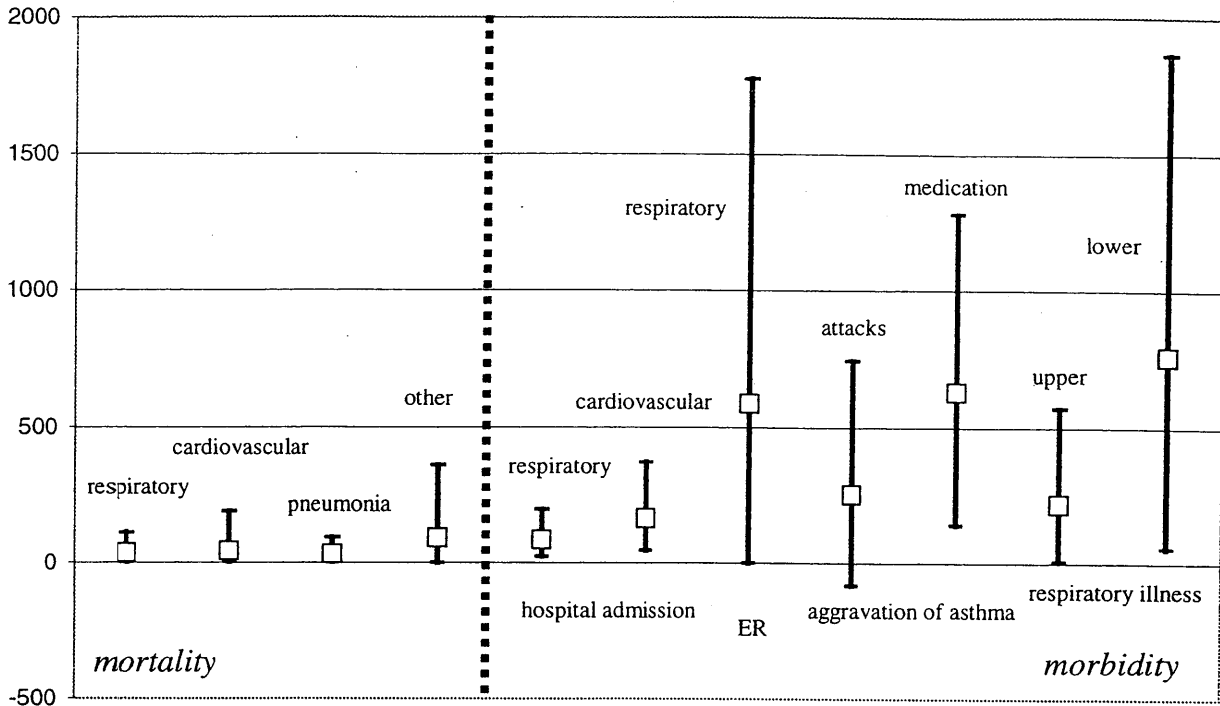 2000
1500
1000
500
0
-500
respiratory
cardiovascular
pneumonia
other
respiratory
cardiovascular
respiratory
attacks
medication
upper
lower
hospital admission
ER
aggravation of asthma
respiratory illness
mortality
morbidity